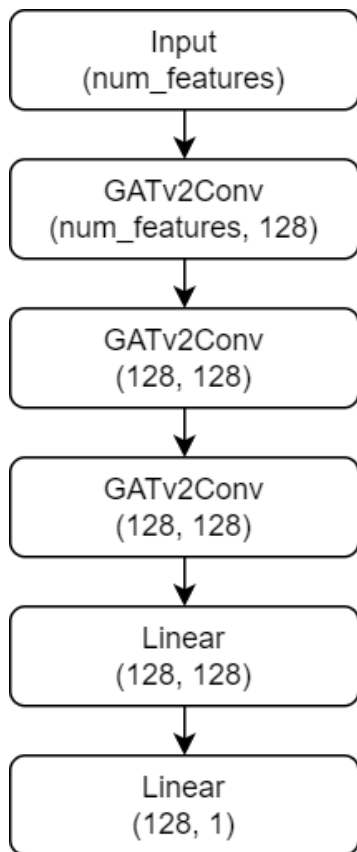 Input
(num_features)
GATv2Conv
(num_features, 128)
GATv2Conv
(128, 128)
GATv2Conv
(128, 128)
Linear
(128, 128)
Linear
(128, 1)